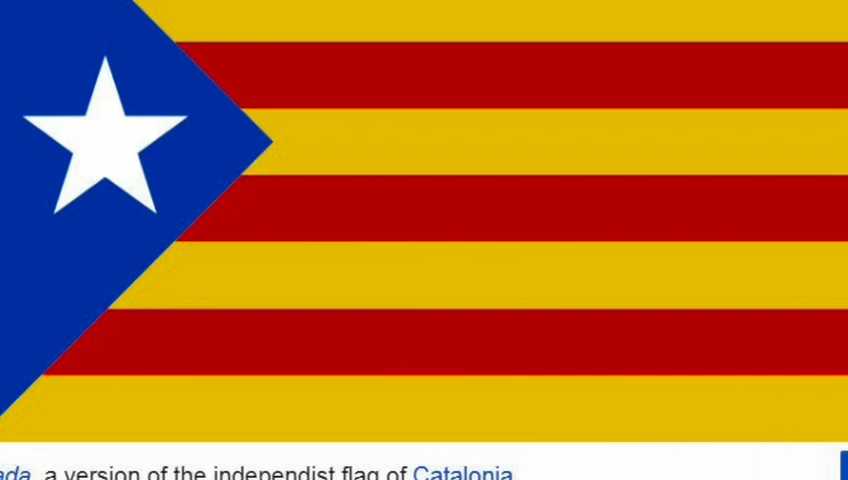 ada, a version of the independist flag of Catalonia